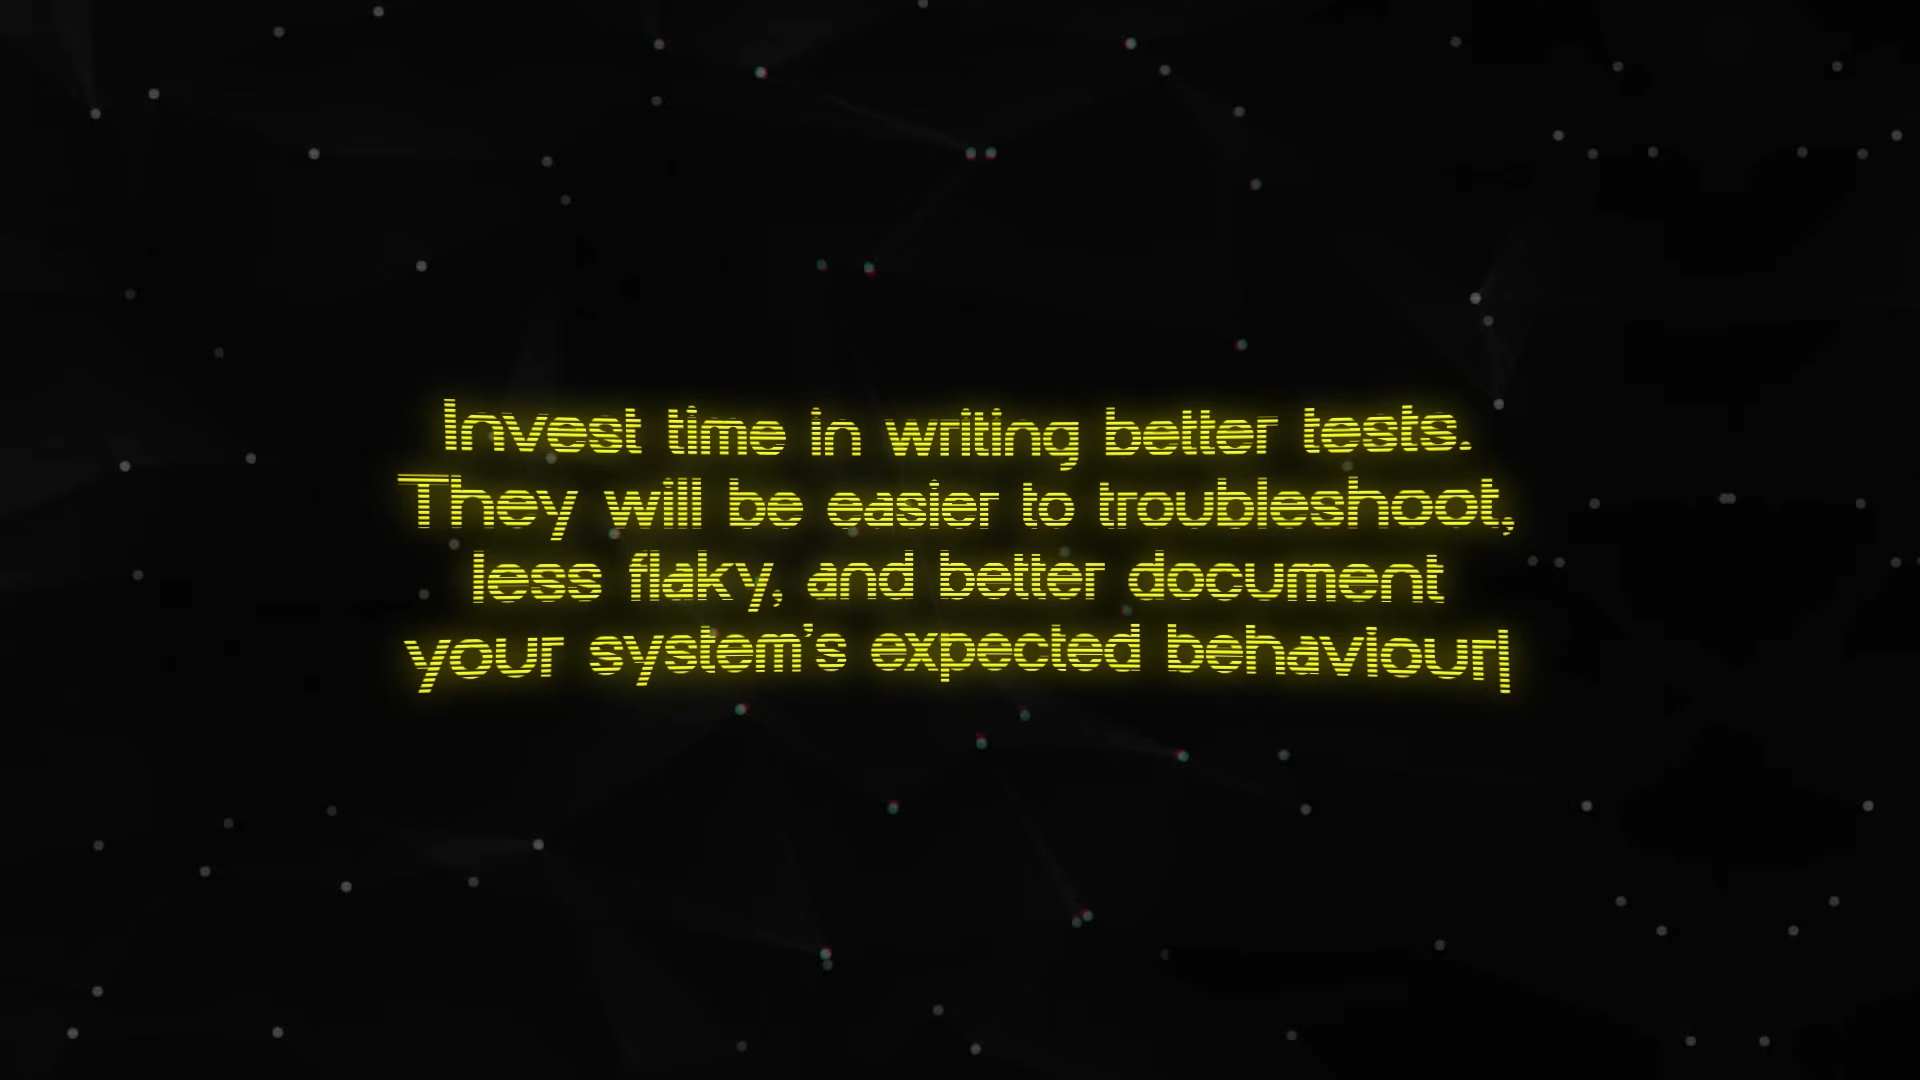 Invest time in writing better tests.
They will be easier to troubleshoot,
less flaky, and better document
your system's expected behaviour|